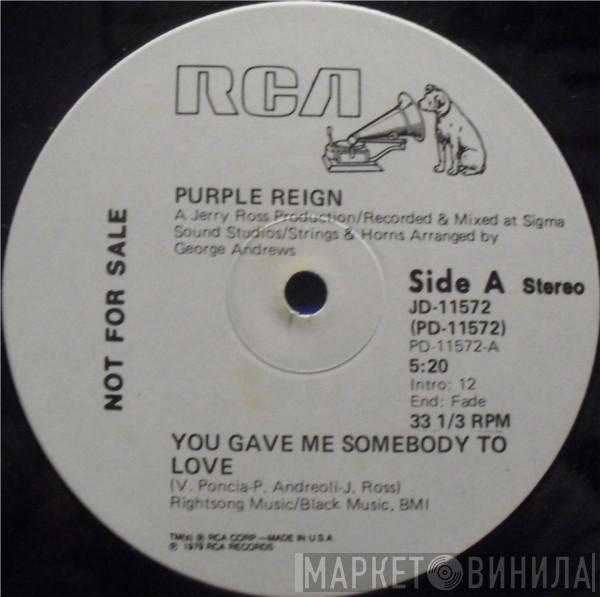 RCA
PURPLE REIGN
A Jerry Ross Production/Recorded & Mixed at Sigma
Sound Studios/Strings & Horns Arranged by
George Andrews
NOT FOR SALE
Side A Stereo
JD-11572
(PD-11572)
PD-11572-A
5:20
Intro: 12
End: Fade
33 1/3 RPM
YOU GAVE ME SOMEBODY TO
LOVE
(V. Poncia-P. Andreoli-J. Ross)
Rightsong Music/Black Music, BMI
TM(s) ® RCA CORP.—MADE IN U.S.A.
℗ 1979 RCA RECORDS
МАРКЕТ ВИНИЛА